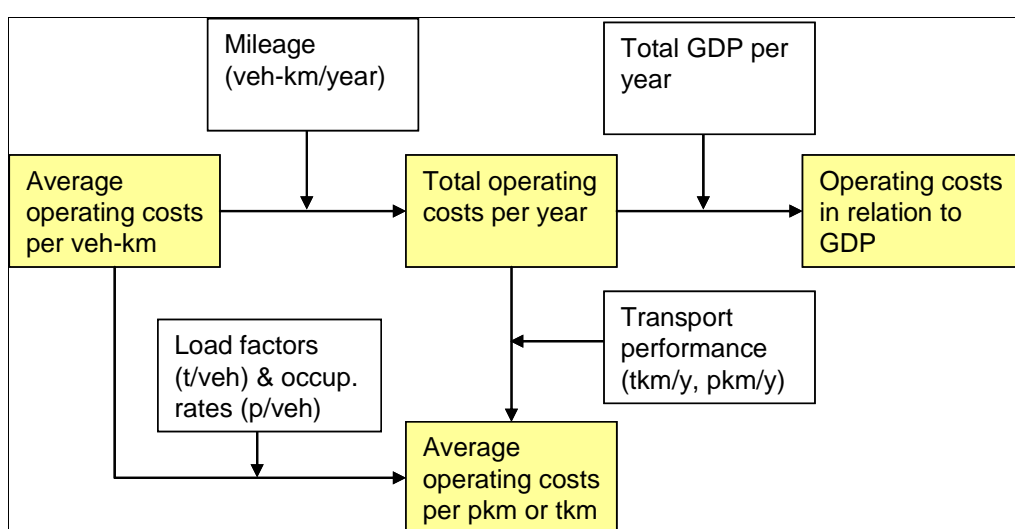 Mileage
(veh-km/year)
Total GDP per
year
Average
operating costs
per veh-km
Total operating
costs per year
Operating costs
in relation to
GDP
Load factors
(t/veh) & occup.
rates (p/veh)
Transport
performance
(tkm/y, pkm/y)
Average
operating costs
per pkm or tkm